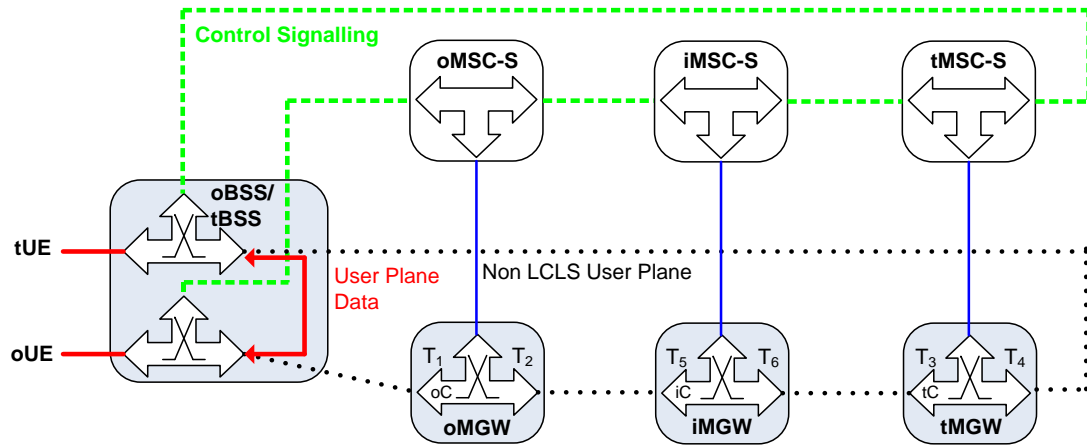 Control Signalling
oMSC-S
iMSC-S
tMSC-S
oBSS/
tBSS
tUE
User Plane
Data
Non LCLS User Plane
oUE
T1
T2
T5
T6
T3
T4
oC
iC
tC
oMGW
iMGW
tMGW